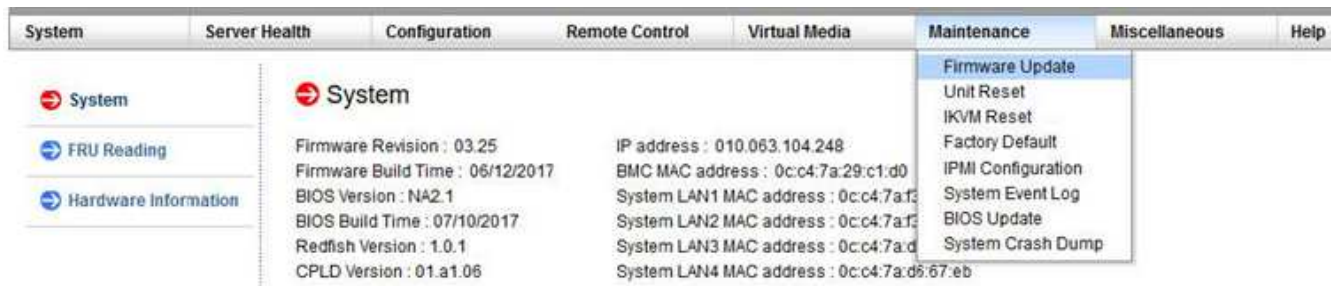 System Server Health Configuration Remote Control Virtual Media Maintenance Miscellaneous Help
System
FRU Reading
Hardware Information
System
Firmware Revision : 03.25
Firmware Build Time : 06/12/2017
BIOS Version : NA2.1
BIOS Build Time : 07/10/2017
Redfish Version : 1.0.1
CPLD Version : 01.a1.06
IP address : 010.063.104.248
BMC MAC address : 0c:c4:7a:29:c1:d0
System LAN1 MAC address : 0c:c4:7a:f3
System LAN2 MAC address : 0c:c4:7a:f3
System LAN3 MAC address : 0c:c4:7a:d
System LAN4 MAC address : 0c:c4:7a:d6:67:eb
Firmware Update
Unit Reset
IKVM Reset
Factory Default
IPMI Configuration
System Event Log
BIOS Update
System Crash Dump